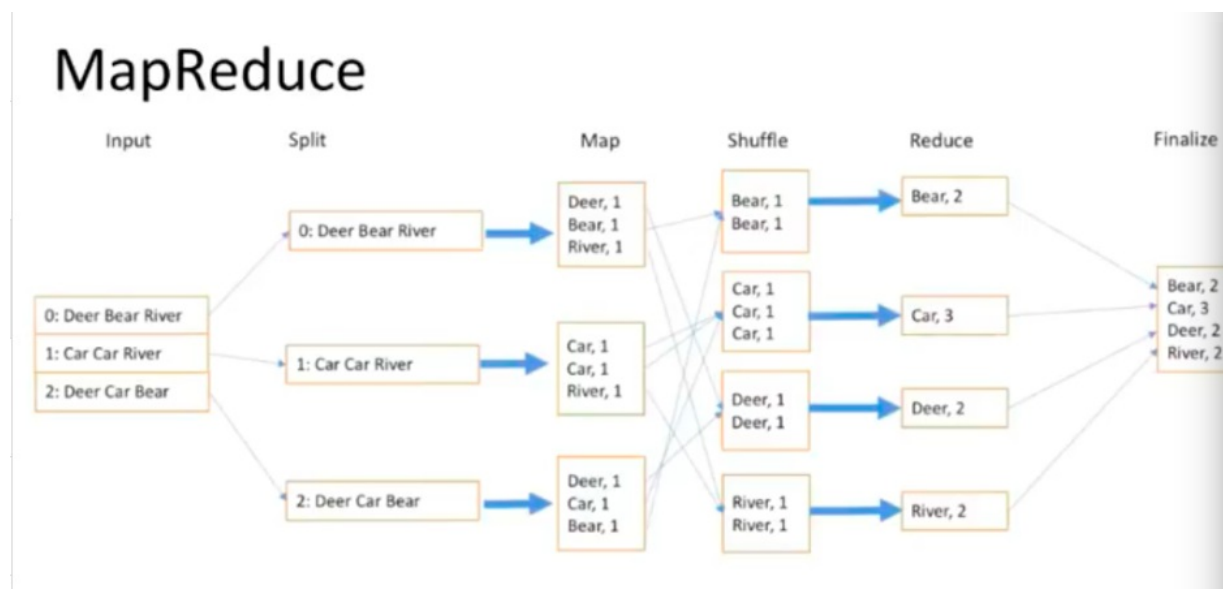 MapReduce
Input
Split
Map
Shuffle
Reduce
Finalize
0: Deer Bear River
1: Car Car River
2: Deer Car Bear
0: Deer Bear River
1: Car Car River
2: Deer Car Bear
Deer, 1
Bear, 1
River, 1
Car, 1
Car, 1
River, 1
Deer, 1
Car, 1
Bear, 1
Bear, 1
Bear, 1
Car, 1
Car, 1
Car, 1
Deer, 1
Deer, 1
River, 1
River, 1
Bear, 2
Car, 3
Deer, 2
River, 2
Bear, 2
Car, 3
Deer, 2
River, 2